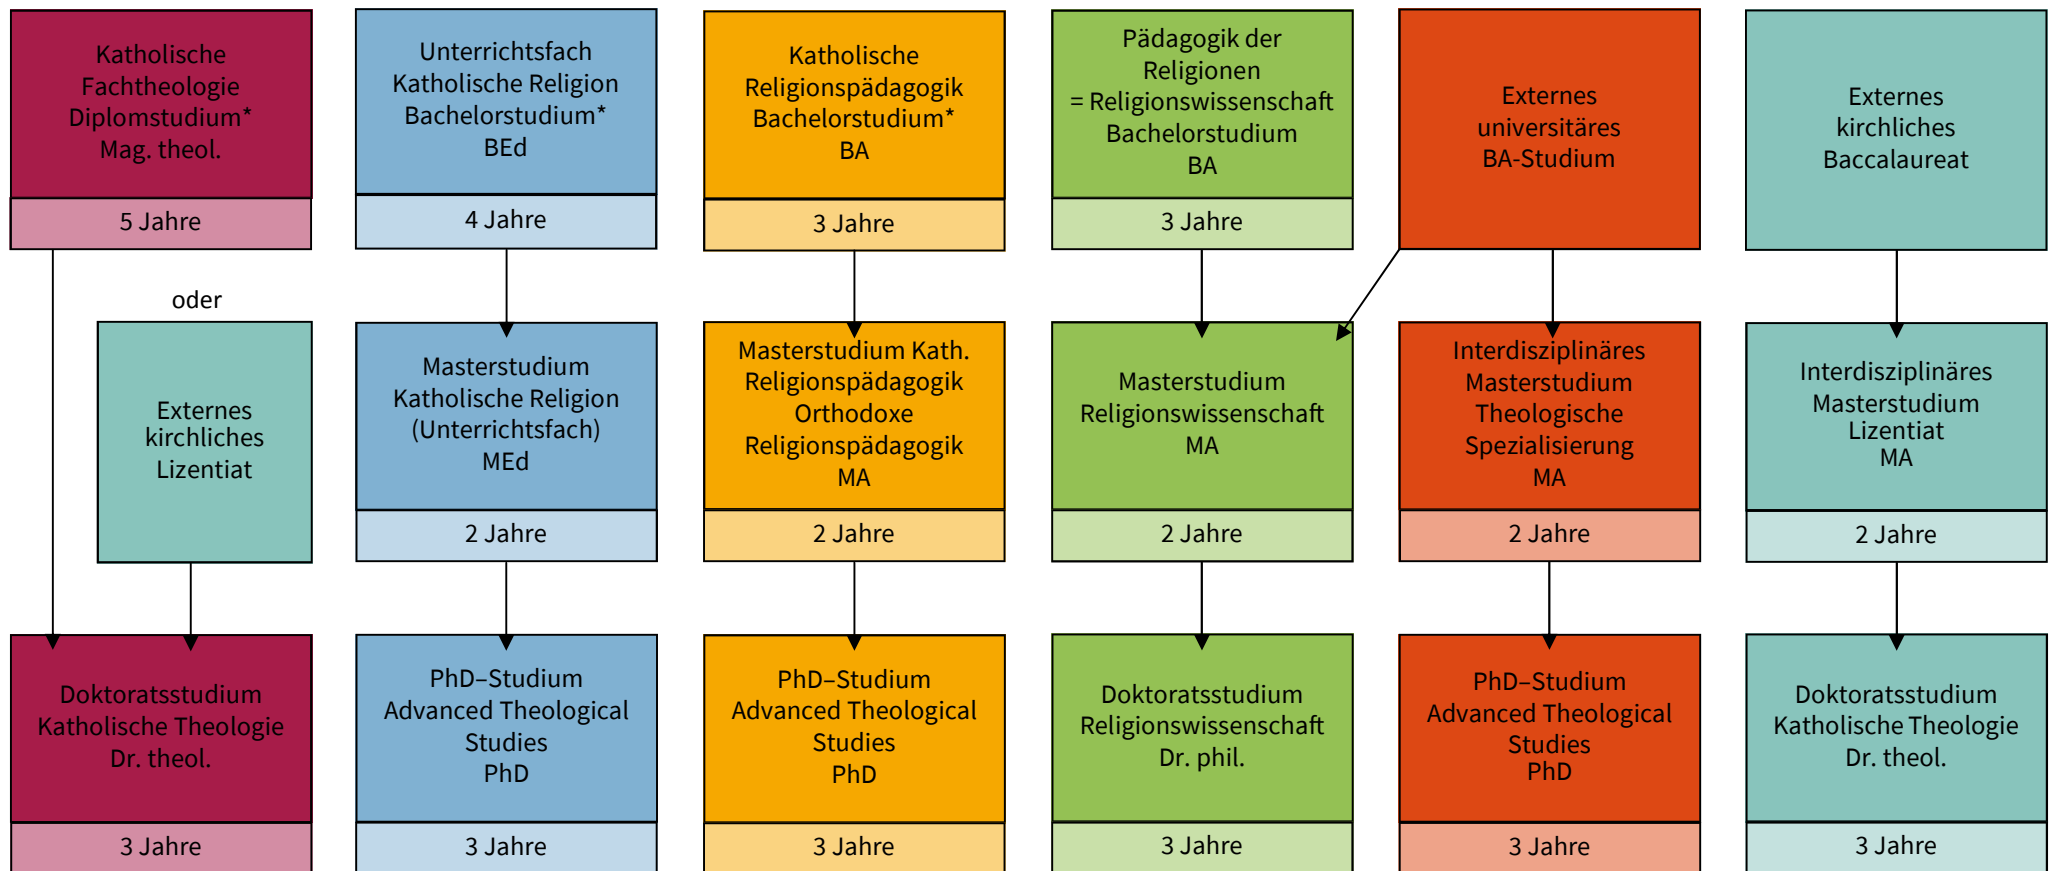 Katholische
Fachtheologie
Diplomstudium*
Mag. theol.
5 Jahre
Unterrichtsfach
Katholische Religion
Bachelorstudium*
BEd
4 Jahre
Katholische
Religionspädagogik
Bachelorstudium*
BA
3 Jahre
Pädagogik der
Religionen
= Religionswissenschaft
Bachelorstudium
BA
3 Jahre
Externes
universitäres
BA-Studium
Externes
kirchliches
Baccalaureat
oder
Externes
kirchliches
Lizentiat
Masterstudium
Katholische Religion
(Unterrichtsfach)
MEd
2 Jahre
Masterstudium Kath.
Religionspädagogik
Orthodoxe
Religionspädagogik
MA
2 Jahre
Masterstudium
Religionswissenschaft
MA
2 Jahre
Interdisziplinäres
Masterstudium
Theologische
Spezialisierung
MA
2 Jahre
Interdisziplinäres
Masterstudium
Lizentiat
MA
2 Jahre
Doktoratsstudium
Katholische Theologie
Dr. theol.
3 Jahre
PhD–Studium
Advanced Theological
Studies
PhD
3 Jahre
PhD–Studium
Advanced Theological
Studies
PhD
3 Jahre
Doktoratsstudium
Religionswissenschaft
Dr. phil.
3 Jahre
PhD–Studium
Advanced Theological
Studies
PhD
3 Jahre
Doktoratsstudium
Katholische Theologie
Dr. theol.
3 Jahre